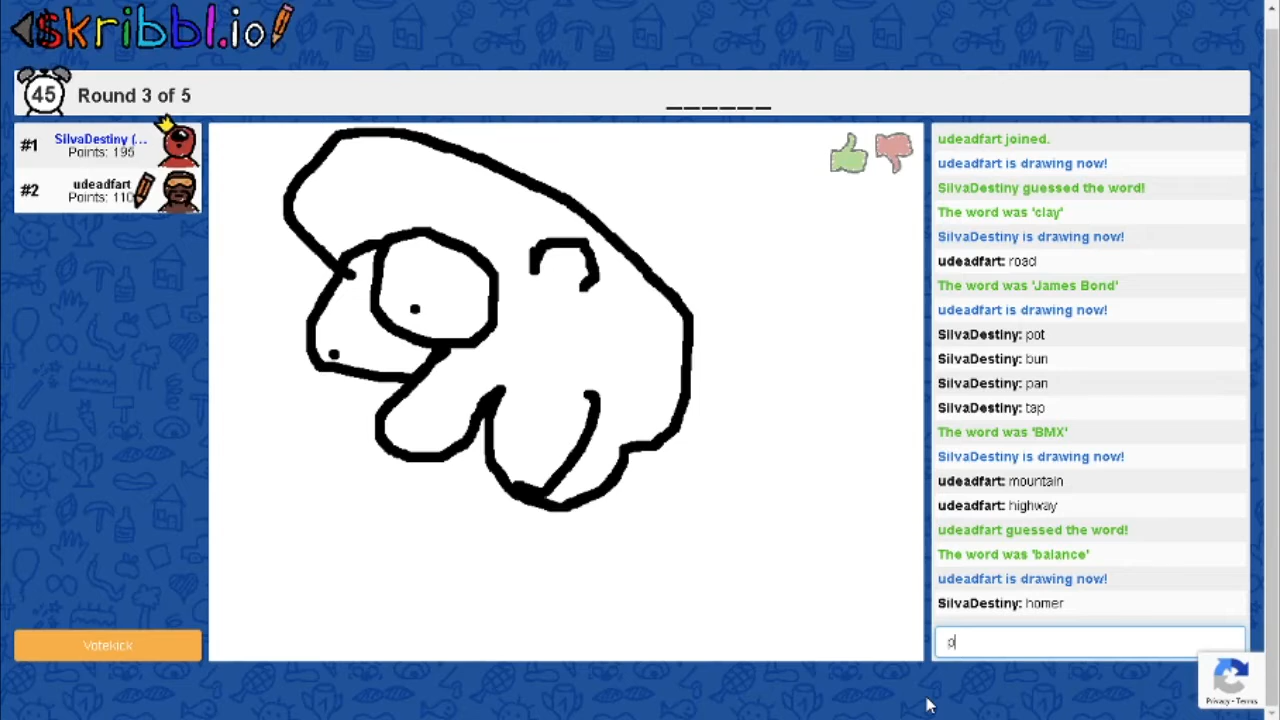 skribbl.io
45
Round 3 of 5
______
#1
SilvaDestiny (...
Points: 195
#2
udeadfart
Points: 110
Votekick
udeadfart joined.
udeadfart is drawing now!
SilvaDestiny guessed the word!
The word was 'clay'
SilvaDestiny is drawing now!
udeadfart: road
The word was 'James Bond'
udeadfart is drawing now!
SilvaDestiny: pot
SilvaDestiny: bun
SilvaDestiny: pan
SilvaDestiny: tap
The word was 'BMX'
SilvaDestiny is drawing now!
udeadfart: mountain
udeadfart: highway
udeadfart guessed the word!
The word was 'balance'
udeadfart is drawing now!
SilvaDestiny: homer
p
Privacy - Terms